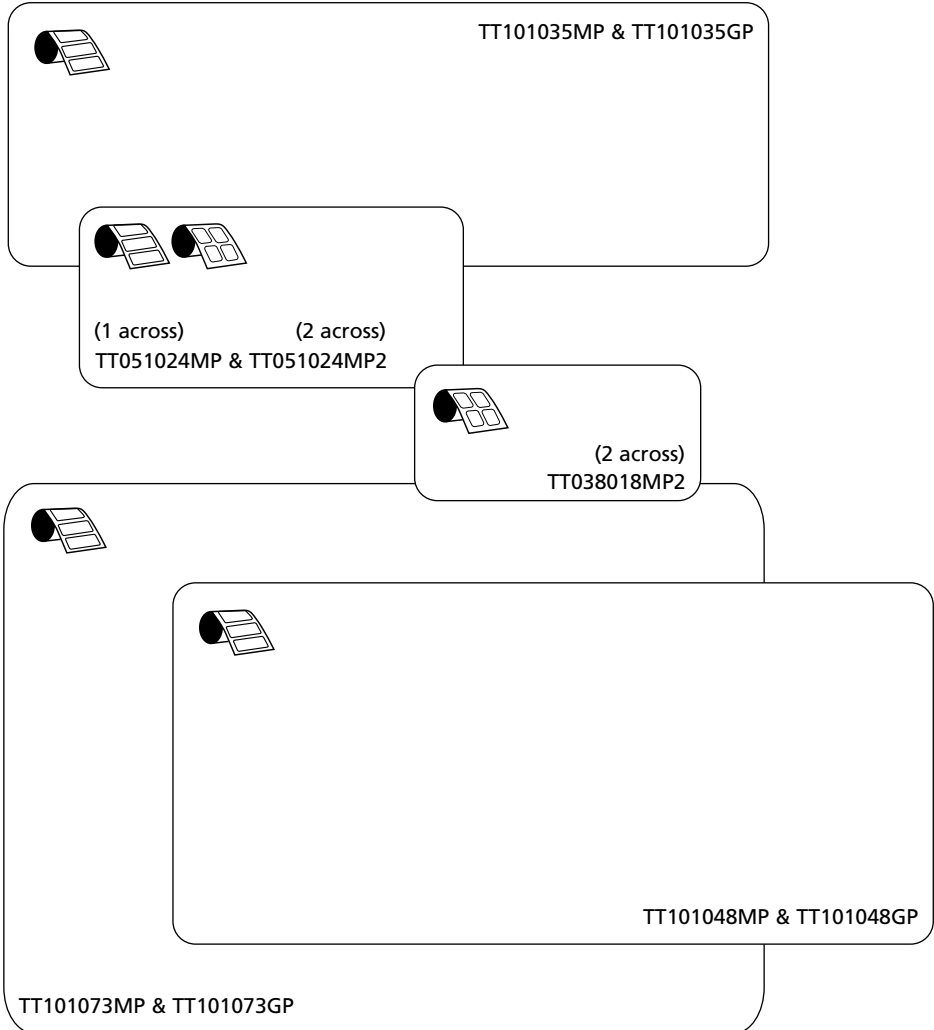 TT101035MP & TT101035GP
(1 across) (2 across)
TT051024MP & TT051024MP2
(2 across)
TT038018MP2
TT101048MP & TT101048GP
TT101073MP & TT101073GP